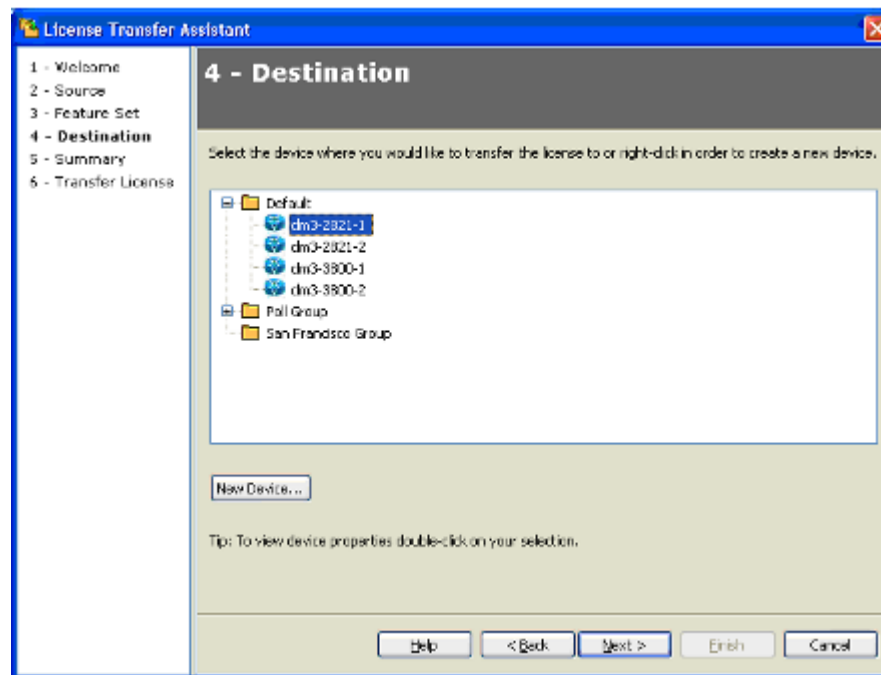 License Transfer Assistant
1 - Welcome
2 - Source
3 - Feature Set
4 - Destination
5 - Summary
6 - Transfer License
4 - Destination
Select the device where you would like to transfer the license to or right-click in order to create a new device.
Default
dm3-2821-1
dm3-2821-2
dm3-3800-1
dm3-3800-2
Poll Group
San Francisco Group
New Device...
Tip: To view device properties double-click on your selection.
Help
< Back
Next >
Finish
Cancel